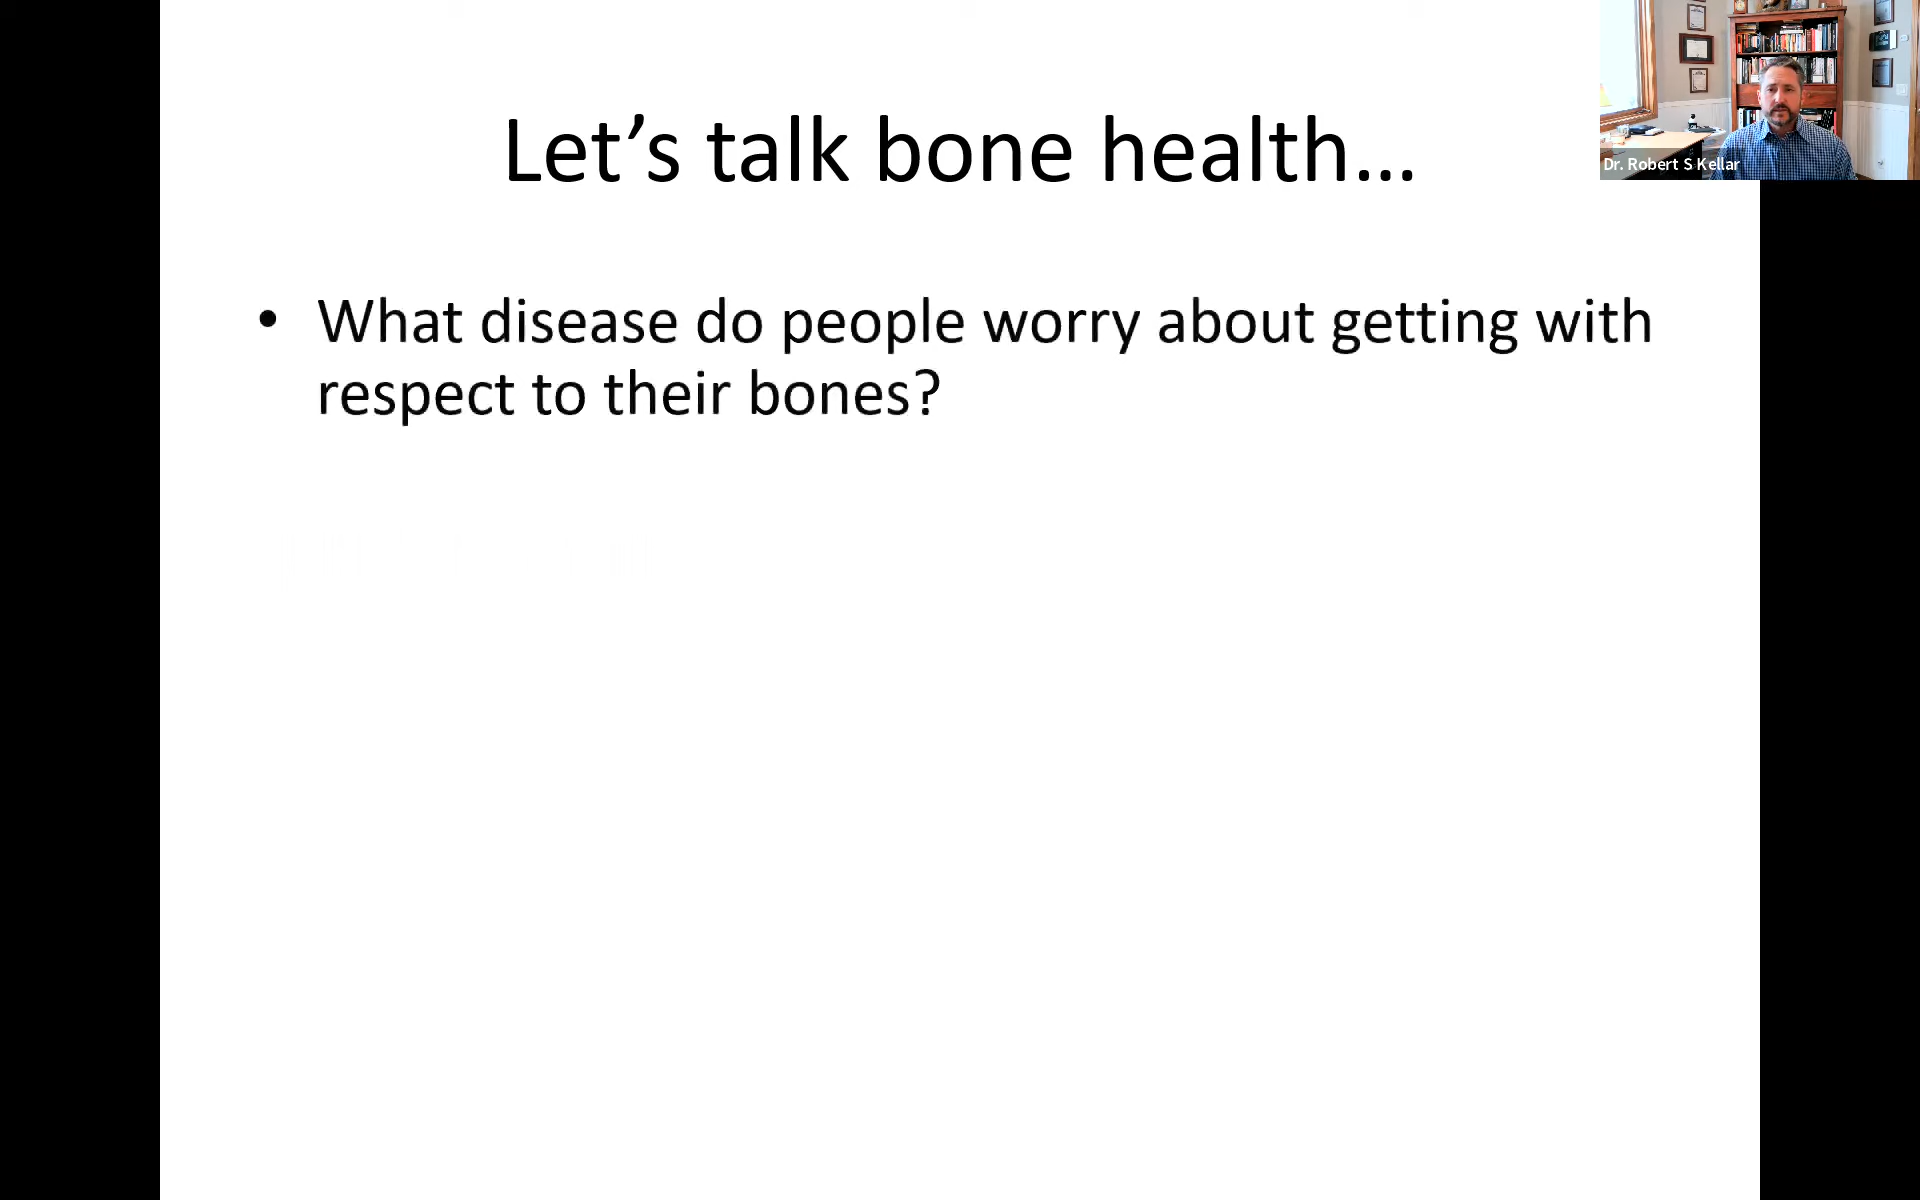 Let’s talk bone health…
Dr. Robert S Kellar
• What disease do people worry about getting with
respect to their bones?